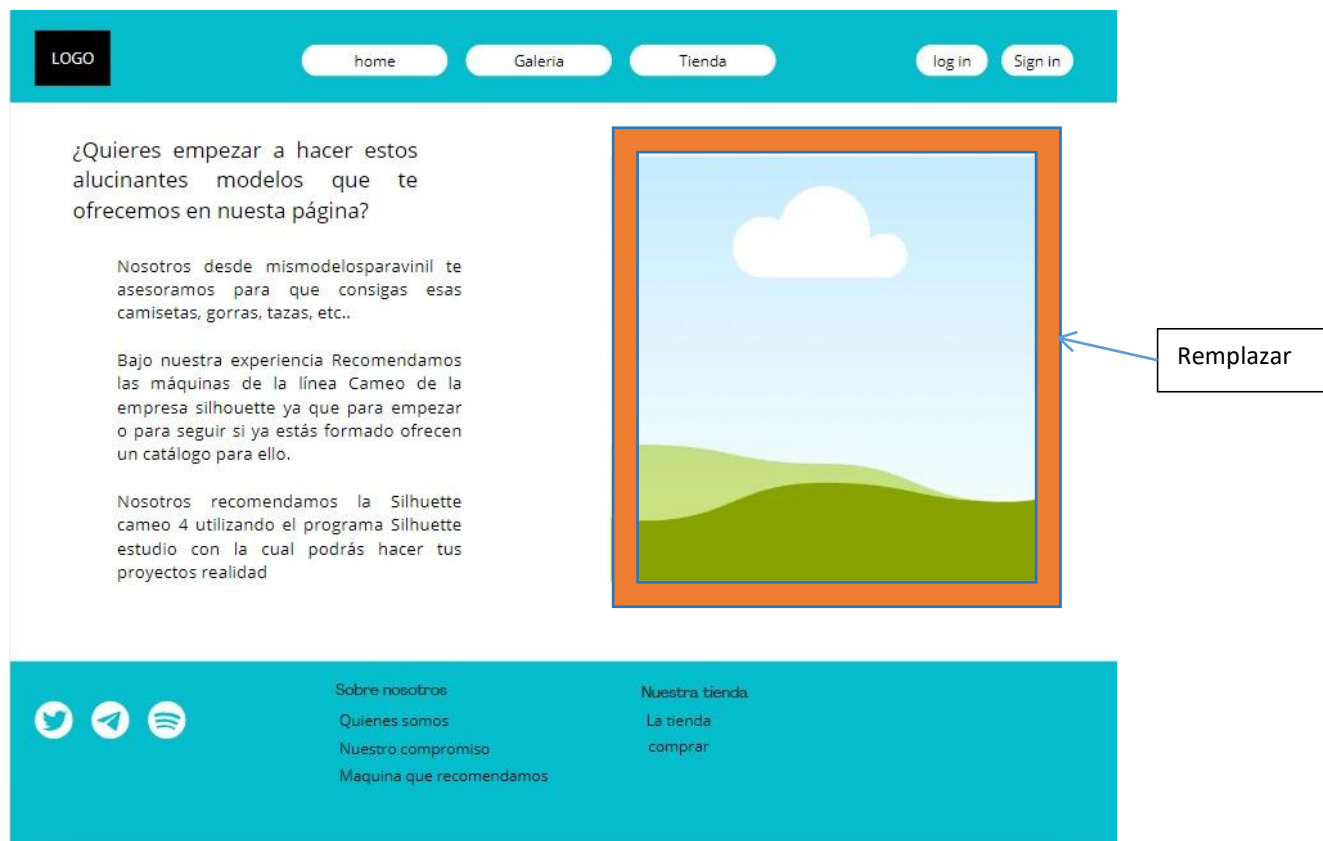 LOGO
home
Galeria
Tienda
log in
Sign in
¿Quieres empezar a hacer estos
alucinantes modelos que te
ofrecemos en nuesta página?
Nosotros desde mismodelosparavinil te
asesoramos para que consigas esas
camisetas, gorras, tazas, etc..
Bajo nuestra experiencia Recomendamos
las máquinas de la línea Cameo de la
empresa silhouette ya que para empezar
o para seguir si ya estás formado ofrecen
un catálogo para ello.
Nosotros recomendamos la Silhuette
cameo 4 utilizando el programa Silhuette
estudio con la cual podrás hacer tus
proyectos realidad
Remplazar
Sobre nosotros
Quienes somos
Nuestro compromiso
Maquina que recomendamos
Nuestra tienda
La tienda
comprar